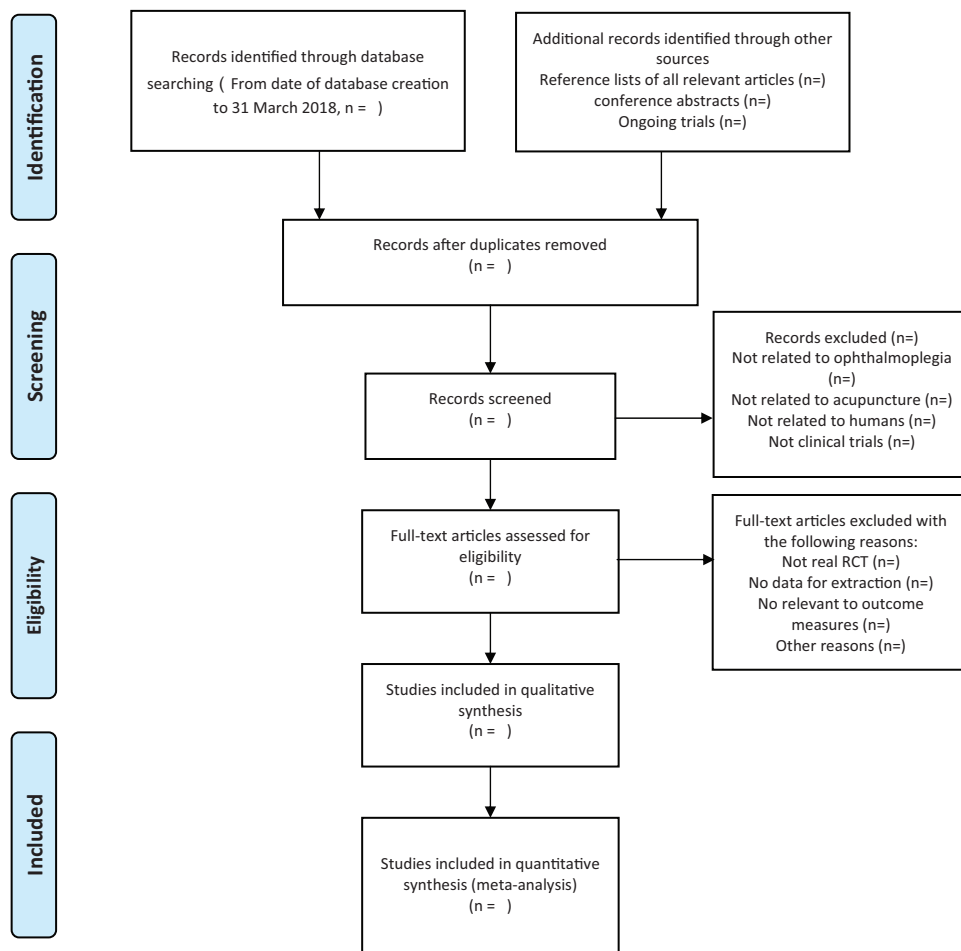 Identification
Records identified through database
searching ( From date of database creation
to 31 March 2018, n = )
Additional records identified through other
sources
Reference lists of all relevant articles (n=)
conference abstracts (n=)
Ongoing trials (n=)
Records after duplicates removed
(n = )
Screening
Records screened
(n = )
Records excluded (n=)
Not related to ophthalmoplegia
(n=)
Not related to acupuncture (n=)
Not related to humans (n=)
Not clinical trials (n=)
Eligibility
Full-text articles assessed for
eligibility
(n = )
Full-text articles excluded with
the following reasons:
Not real RCT (n=)
No data for extraction (n=)
No relevant to outcome
measures (n=)
Other reasons (n=)
Studies included in qualitative
synthesis
(n = )
Included
Studies included in quantitative
synthesis (meta-analysis)
(n = )